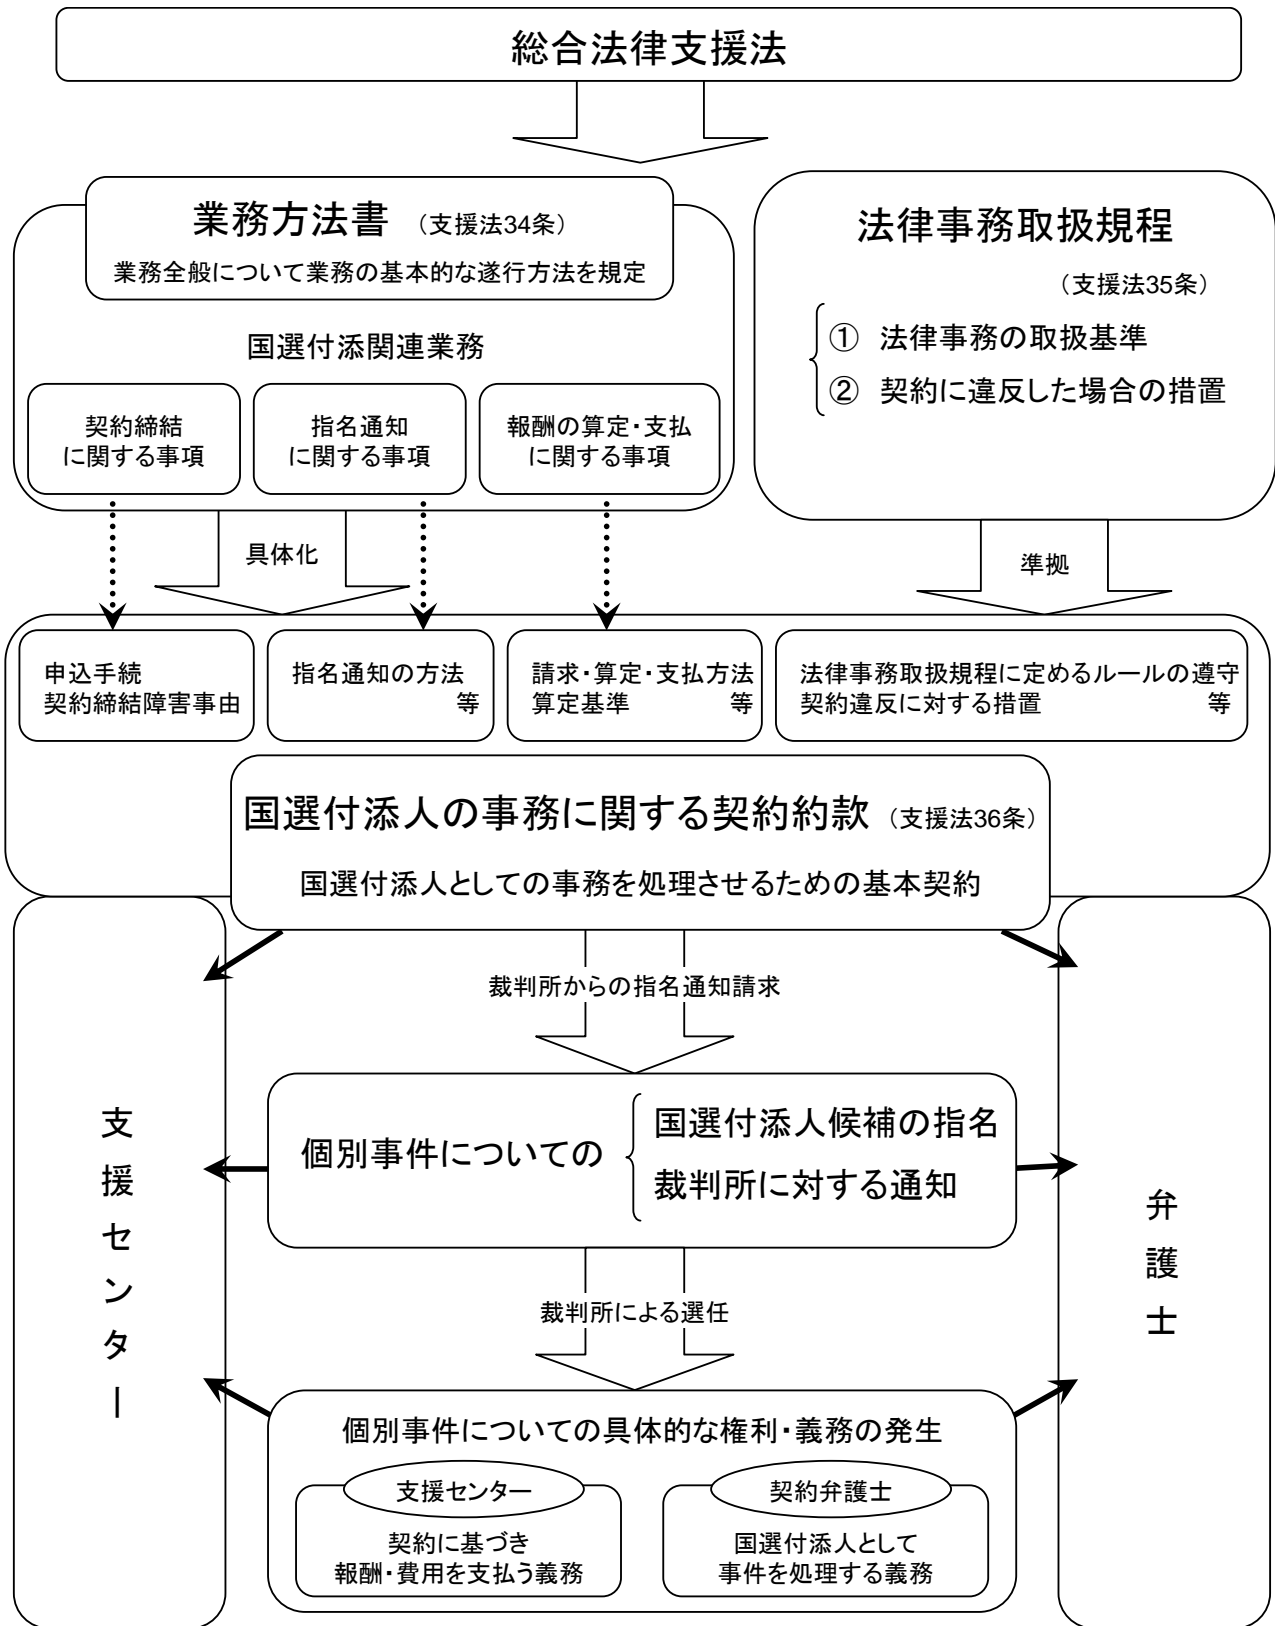 総合法律支援法
業務方法書 （支援法34条）
業務全般について業務の基本的な遂行方法を規定
国選付添関連業務
契約締結
に関する事項
指名通知
に関する事項
報酬の算定・支払
に関する事項
法律事務取扱規程
（支援法35条）
① 法律事務の取扱基準
② 契約に違反した場合の措置
具体化
準拠
申込手続
契約締結障害事由
指名通知の方法
等
請求・算定・支払方法
算定基準 等
法律事務取扱規程に定めるルールの遵守
契約違反に対する措置 等
国選付添人の事務に関する契約約款 （支援法36条）
国選付添人としての事務を処理させるための基本契約
裁判所からの指名通知請求
個別事件についての
国選付添人候補の指名
裁判所に対する通知
裁判所による選任
個別事件についての具体的な権利・義務の発生
支援センター
契約に基づき
報酬・費用を支払う義務
契約弁護士
国選付添人として
事件を処理する義務
支援センター
弁護士